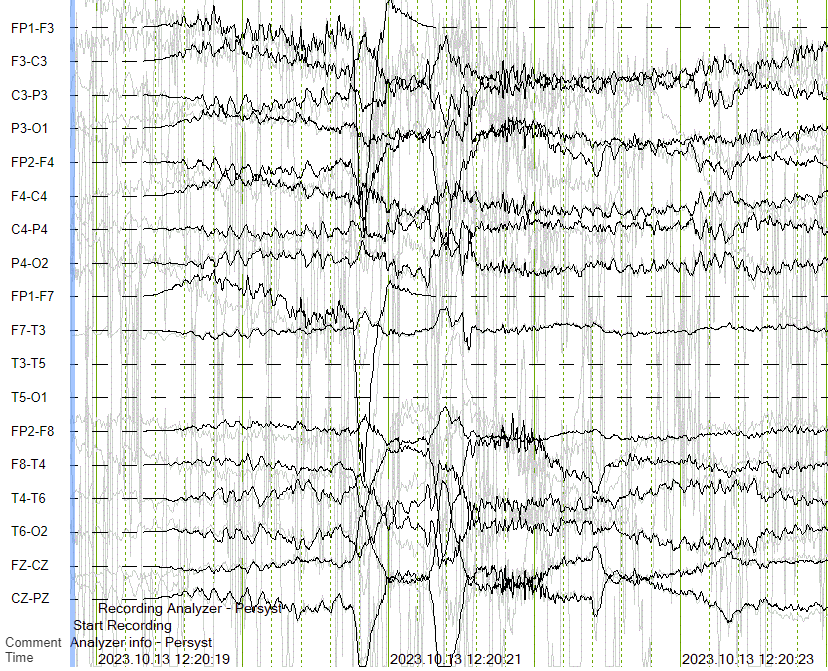 FP1-F3
F3-C3
C3-P3
P3-O1
FP2-F4
F4-C4
C4-P4
P4-O2
FP1-F7
F7-T3
T3-T5
T5-O1
FP2-F8
F8-T4
T4-T6
T6-O2
FZ-CZ
CZ-PZ
Recording Analyzer - Persyst
Start Recording
Comment Analyzer info - Persyst
Time 2023.10.13 12:20:19 2023.10.13 12:20:21 2023.10.13 12:20:23